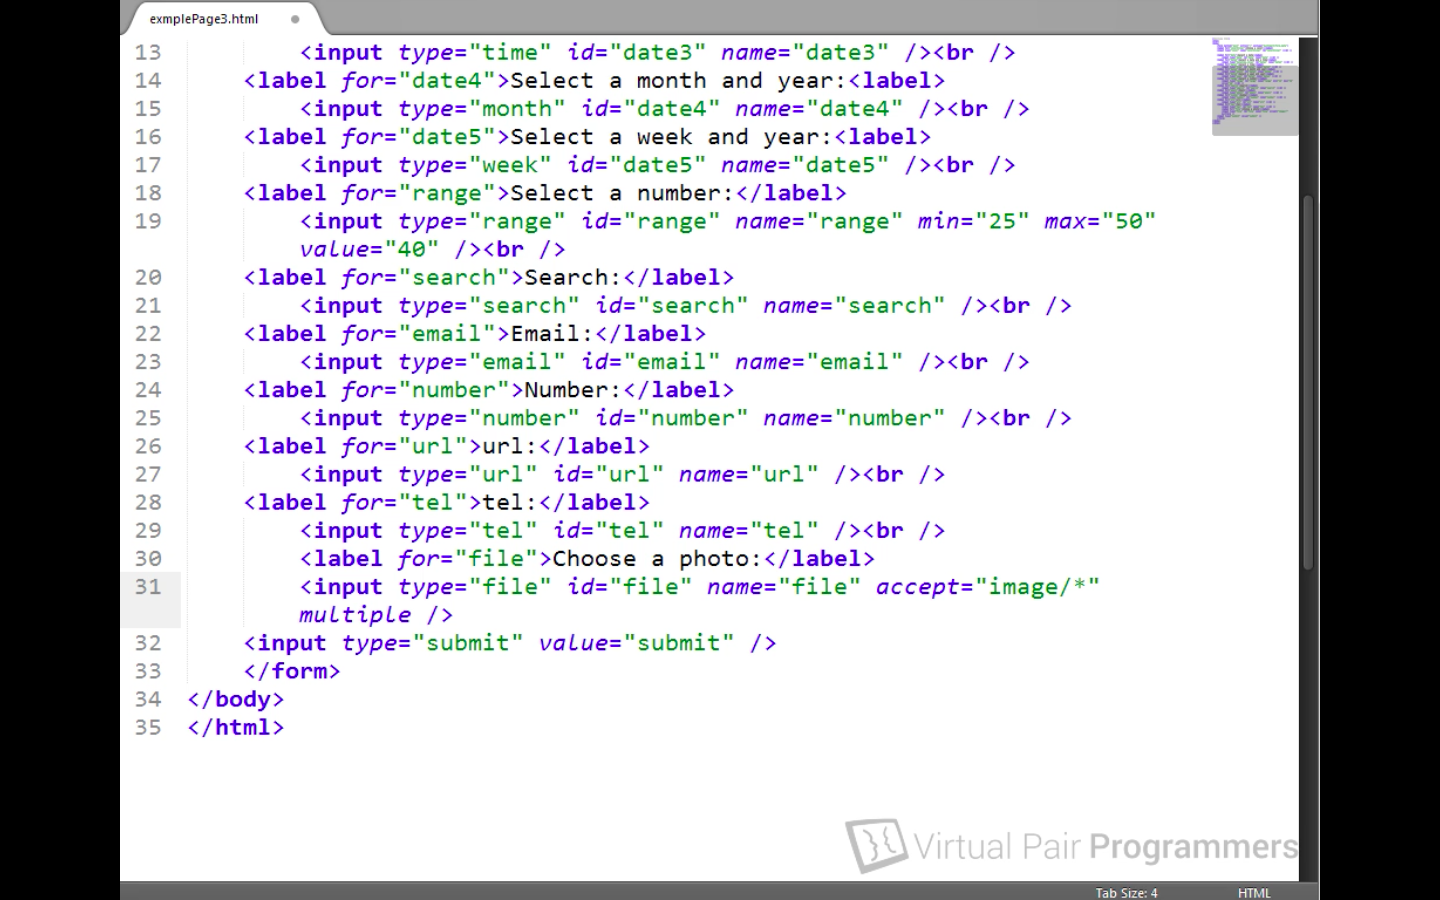 exmplePage3.html
13 <input type="time" id="date3" name="date3" /><br />
14 <label for="date4">Select a month and year:<label>
15 <input type="month" id="date4" name="date4" /><br />
16 <label for="date5">Select a week and year:<label>
17 <input type="week" id="date5" name="date5" /><br />
18 <label for="range">Select a number:</label>
19 <input type="range" id="range" name="range" min="25" max="50"
value="40" /><br />
20 <label for="search">Search:</label>
21 <input type="search" id="search" name="search" /><br />
22 <label for="email">Email:</label>
23 <input type="email" id="email" name="email" /><br />
24 <label for="number">Number:</label>
25 <input type="number" id="number" name="number" /><br />
26 <label for="url">url:</label>
27 <input type="url" id="url" name="url" /><br />
28 <label for="tel">tel:</label>
29 <input type="tel" id="tel" name="tel" /><br />
30 <label for="file">Choose a photo:</label>
31 <input type="file" id="file" name="file" accept="image/*"
multiple />
32 <input type="submit" value="submit" />
33 </form>
34 </body>
35 </html>
Virtual Pair Programmers
Tab Size: 4 HTML